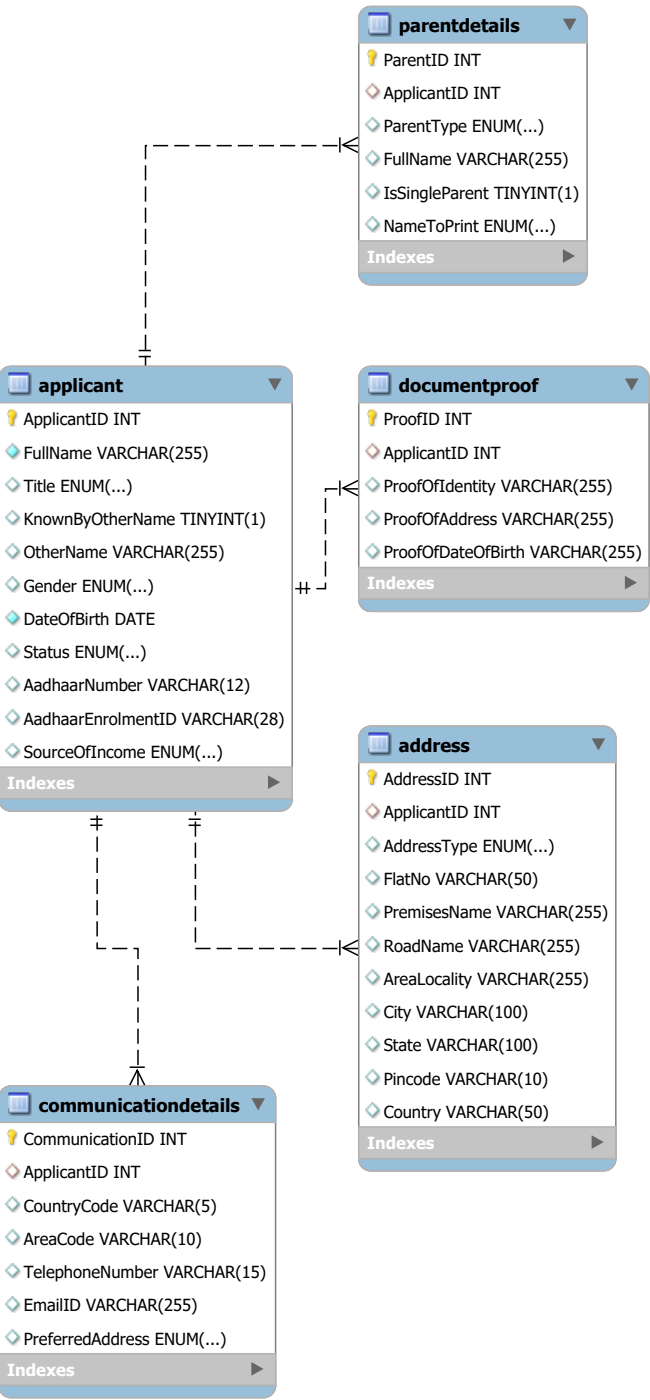 parentdetails
ParentID INT
ApplicantID INT
ParentType ENUM(...)
FullName VARCHAR(255)
IsSingleParent TINYINT(1)
NameToPrint ENUM(...)
Indexes
applicant
ApplicantID INT
FullName VARCHAR(255)
Title ENUM(...)
KnownByOtherName TINYINT(1)
OtherName VARCHAR(255)
Gender ENUM(...)
DateOfBirth DATE
Status ENUM(...)
AadhaarNumber VARCHAR(12)
AadhaarEnrolmentID VARCHAR(28)
SourceOfIncome ENUM(...)
Indexes
documentproof
ProofID INT
ApplicantID INT
ProofOfIdentity VARCHAR(255)
ProofOfAddress VARCHAR(255)
ProofOfDateOfBirth VARCHAR(255)
Indexes
address
AddressID INT
ApplicantID INT
AddressType ENUM(...)
FlatNo VARCHAR(50)
PremisesName VARCHAR(255)
RoadName VARCHAR(255)
AreaLocality VARCHAR(255)
City VARCHAR(100)
State VARCHAR(100)
Pincode VARCHAR(10)
Country VARCHAR(50)
Indexes
communicationdetails
CommunicationID INT
ApplicantID INT
CountryCode VARCHAR(5)
AreaCode VARCHAR(10)
TelephoneNumber VARCHAR(15)
EmailID VARCHAR(255)
PreferredAddress ENUM(...)
Indexes